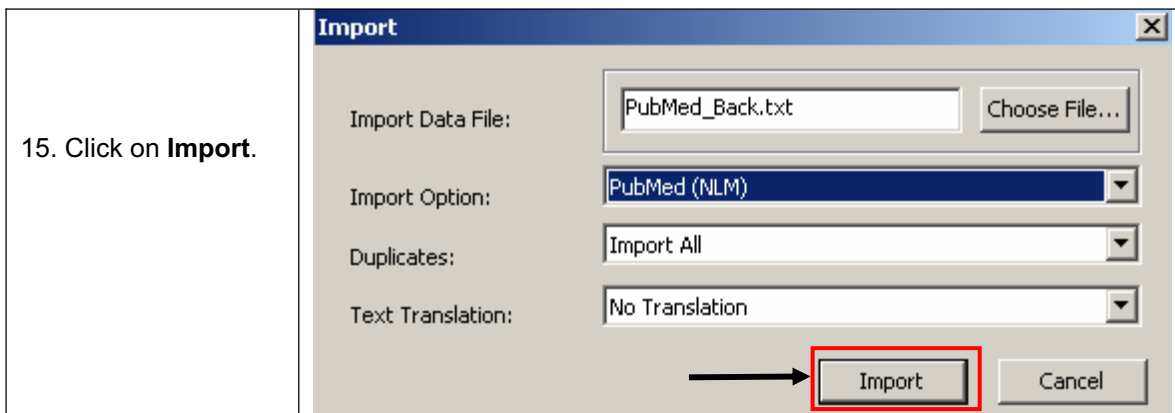 15. Click on Import.
Import
Import Data File:
PubMed_Back.txt
Choose File...
Import Option:
PubMed (NLM)
Duplicates:
Import All
Text Translation:
No Translation
Import
Cancel